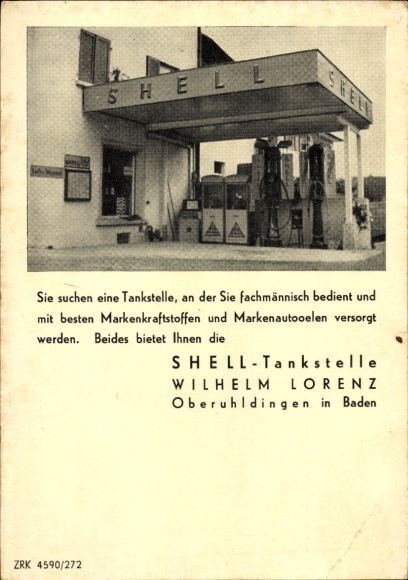 SHELL
SHELL
Sie suchen eine Tankstelle, an der Sie fachmännisch bedient und
mit besten Markenkraftstoffen und Markenautooelen versorgt
werden. Beides bietet Ihnen die
SHELL-Tankstelle
WILHELM LORENZ
Oberuhldingen in Baden
ZRK 4590/272